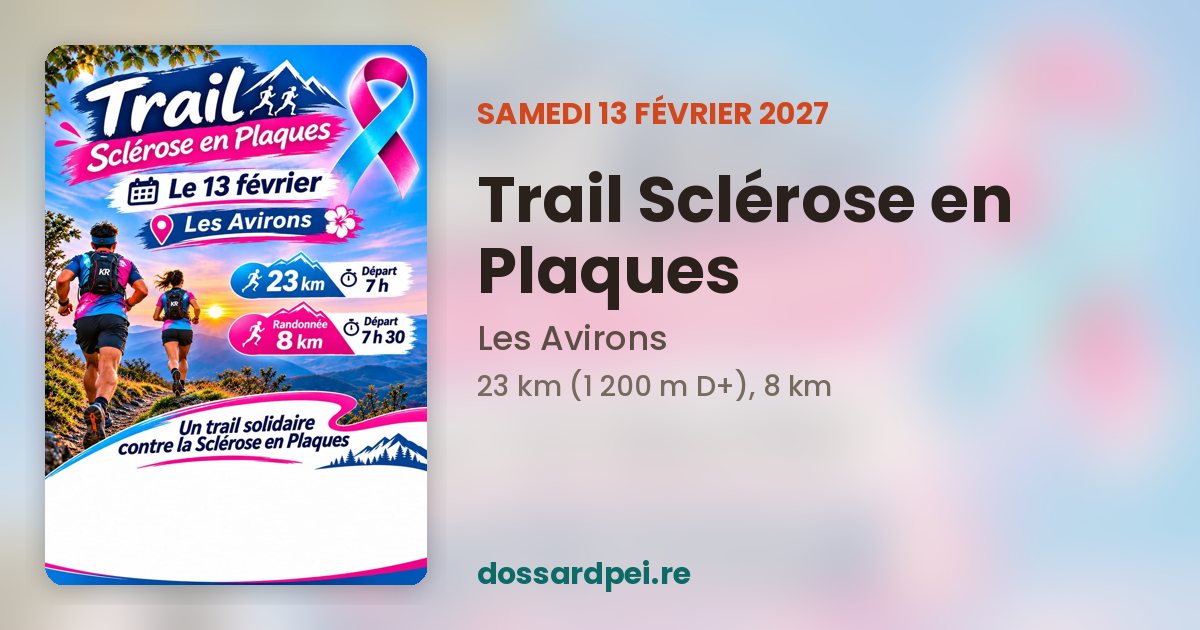 Trail
Sclérose en Plaques
Le 13 février
Les Avirons
23 km
Départ
7 h
Randonnée
8 km
Départ
7 h 30
KR
KR
Un trail solidaire
contre la Sclérose en Plaques
SAMEDI 13 FÉVRIER 2027
Trail Sclérose en
Plaques
Les Avirons
23 km (1 200 m D+), 8 km
dossardpei.re